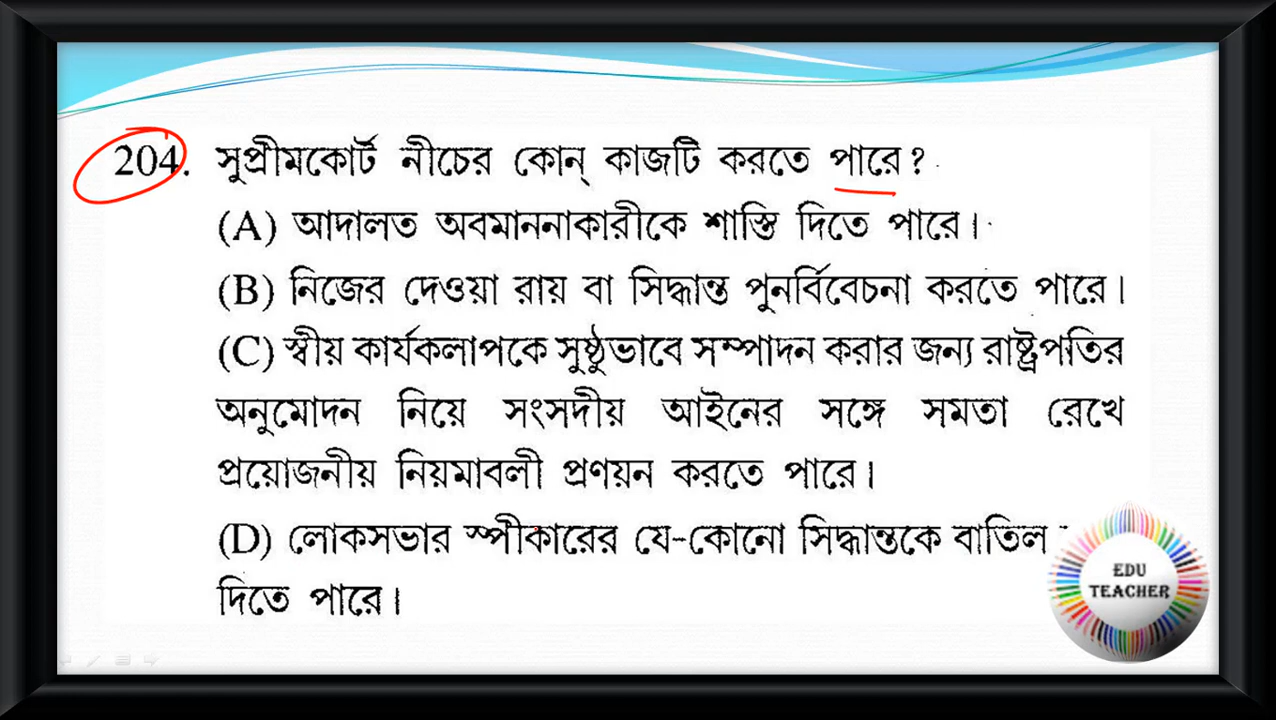 204. সুপ্রীমকোর্ট নীচের কোন্ কাজটি করতে পারে?
(A) আদালত অবমাননাকারীকে শাস্তি দিতে পারে।
(B) নিজের দেওয়া রায় বা সিদ্ধান্ত পুনর্বিবেচনা করতে পারে।
(C) স্বীয় কার্যকলাপকে সুষ্ঠুভাবে সম্পাদন করার জন্য রাষ্ট্রপতির
অনুমোদন নিয়ে সংসদীয় আইনের সঙ্গে সমতা রেখে
প্রয়োজনীয় নিয়মাবলী প্রণয়ন করতে পারে।
(D) লোকসভার স্পীকারের যে-কোনো সিদ্ধান্তকে বাতিল
দিতে পারে।
EDU
TEACHER